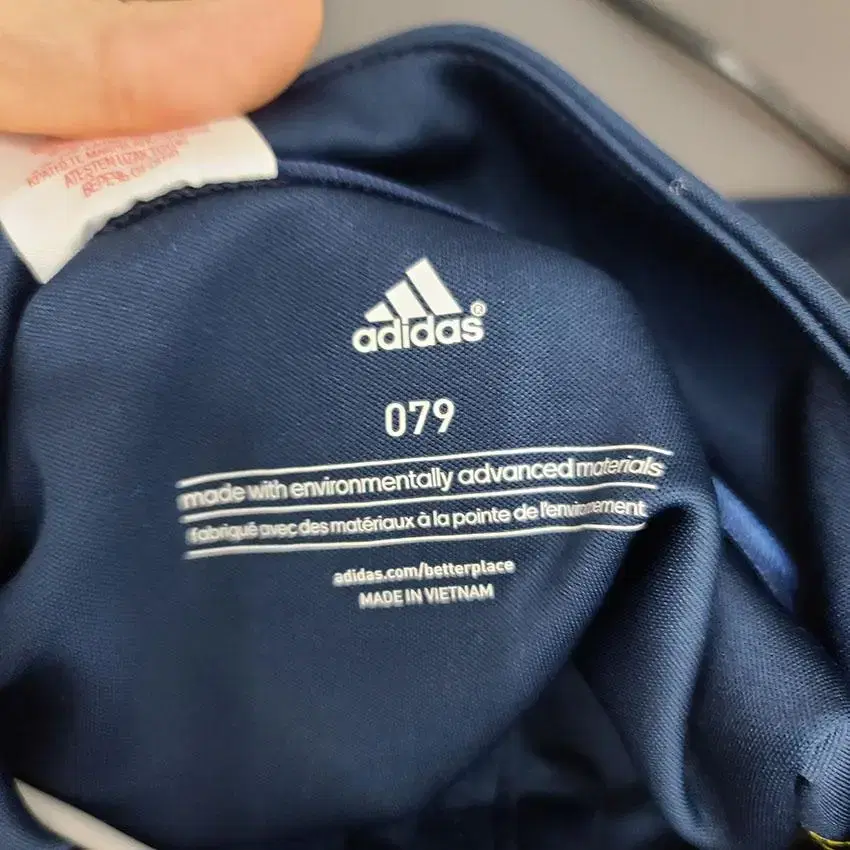 adidas®
079
made with environmentally advanced materials
fabriqué avec des matériaux à la pointe de l'environnement
adidas.com/betterplace
MADE IN VIETNAM